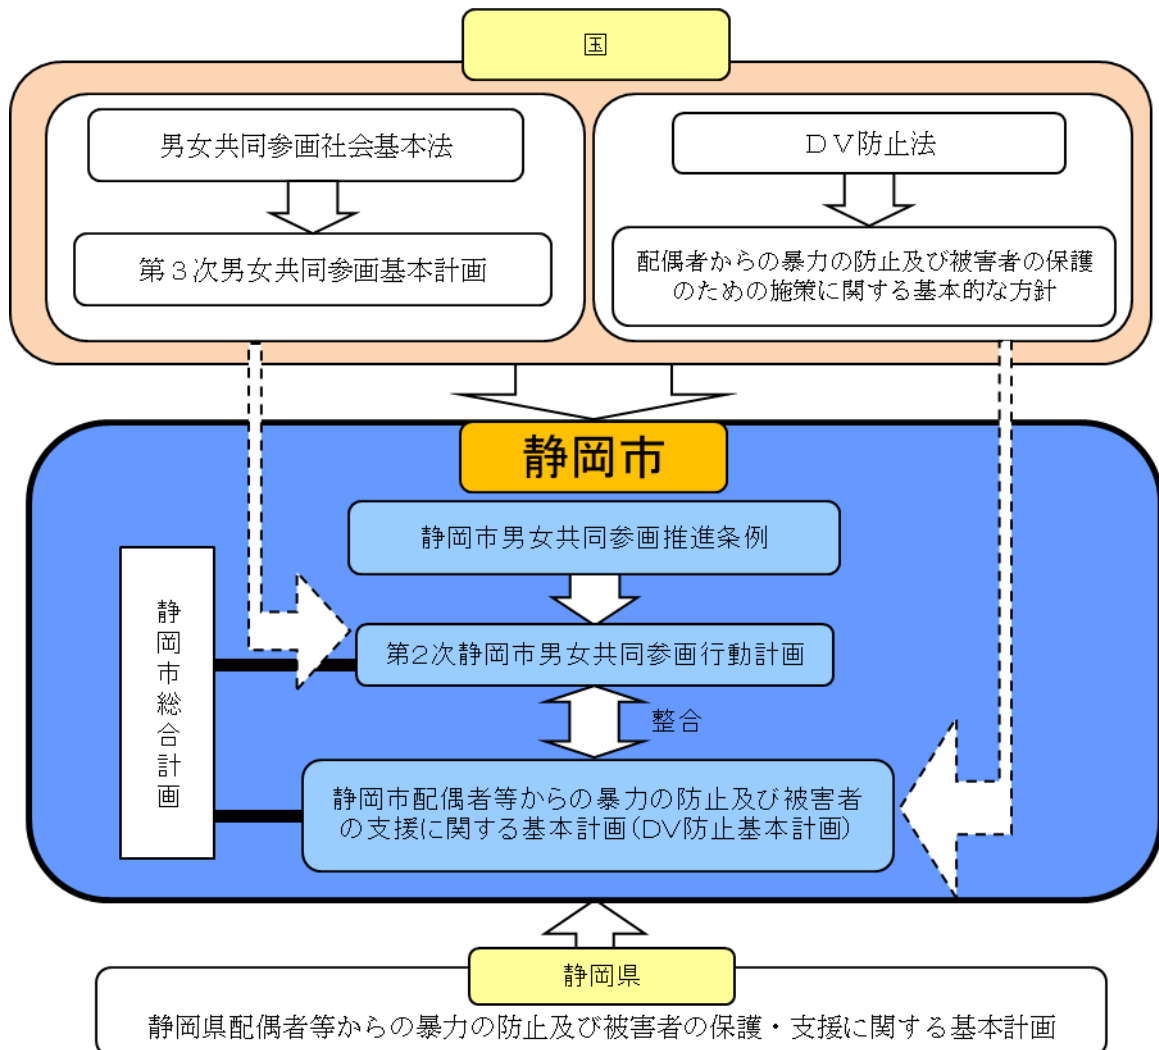 国
男女共同参画社会基本法
第３次男女共同参画基本計画
ＤＶ防止法
配偶者からの暴力の防止及び被害者の保護
のための施策に関する基本的な方針
静岡市
静岡市男女共同参画推進条例
第2次静岡市男女共同参画行動計画
整合
静岡市配偶者等からの暴力の防止及び被害者
の支援に関する基本計画(DV防止基本計画)
静岡市総合計画
静岡県
静岡県配偶者等からの暴力の防止及び被害者の保護・支援に関する基本計画